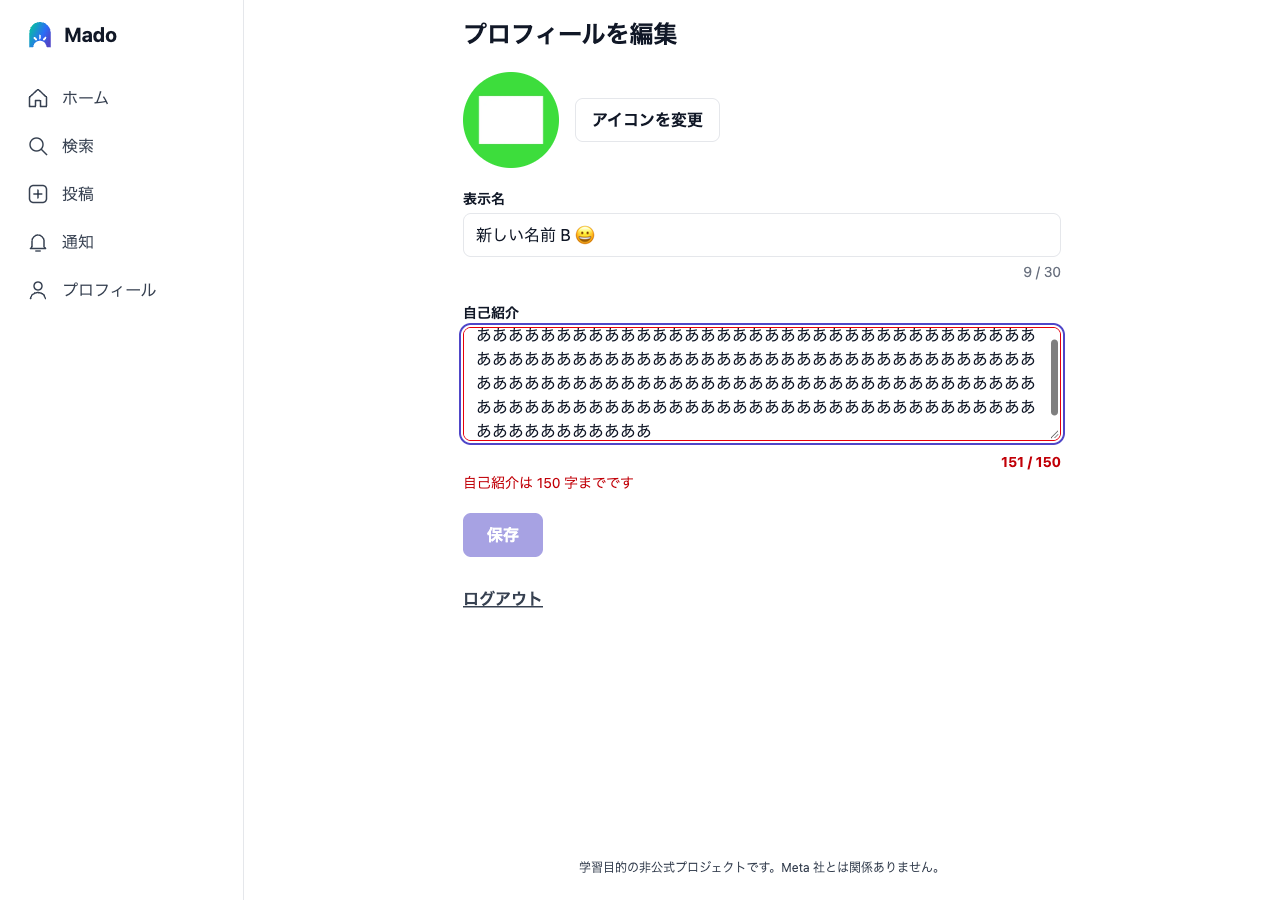 Mado
ホーム
検索
投稿
通知
プロフィール
プロフィールを編集
アイコンを変更
表示名
新しい名前 B 😀
9 / 30
自己紹介
あああああああああああああああああああああああああああああああああああ
あああああああああああああああああああああああああああああああああああ
あああああああああああああああああああああああああああああああああああ
あああああああああああああああああああああああああああああああああああ
あああああああああああ
151 / 150
自己紹介は 150 字までです
保存
ログアウト
学習目的の非公式プロジェクトです。Meta 社とは関係ありません。